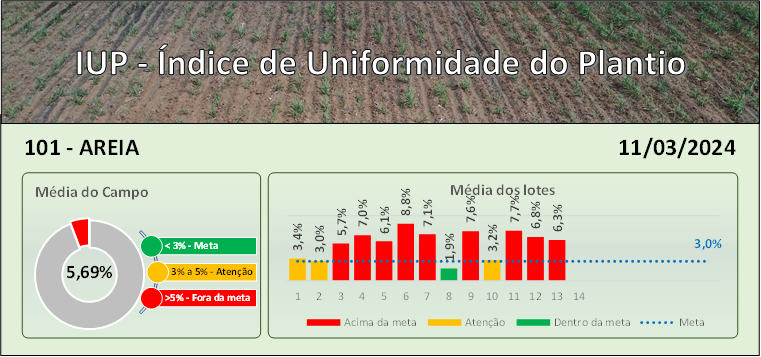 IUP - Índice de Uniformidade do Plantio
101 - AREIA
11/03/2024
Média do Campo
5,69%
< 3% - Meta
3% a 5% - Atenção
>5% - Fora da meta
Média dos lotes
3,4% 3,0% 5,7% 7,0% 6,1% 8,8% 7,1% 1,9% 7,6% 3,2% 7,7% 6,8% 6,3%
3,0%
1 2 3 4 5 6 7 8 9 10 11 12 13 14
Acima da meta Atenção Dentro da meta Meta